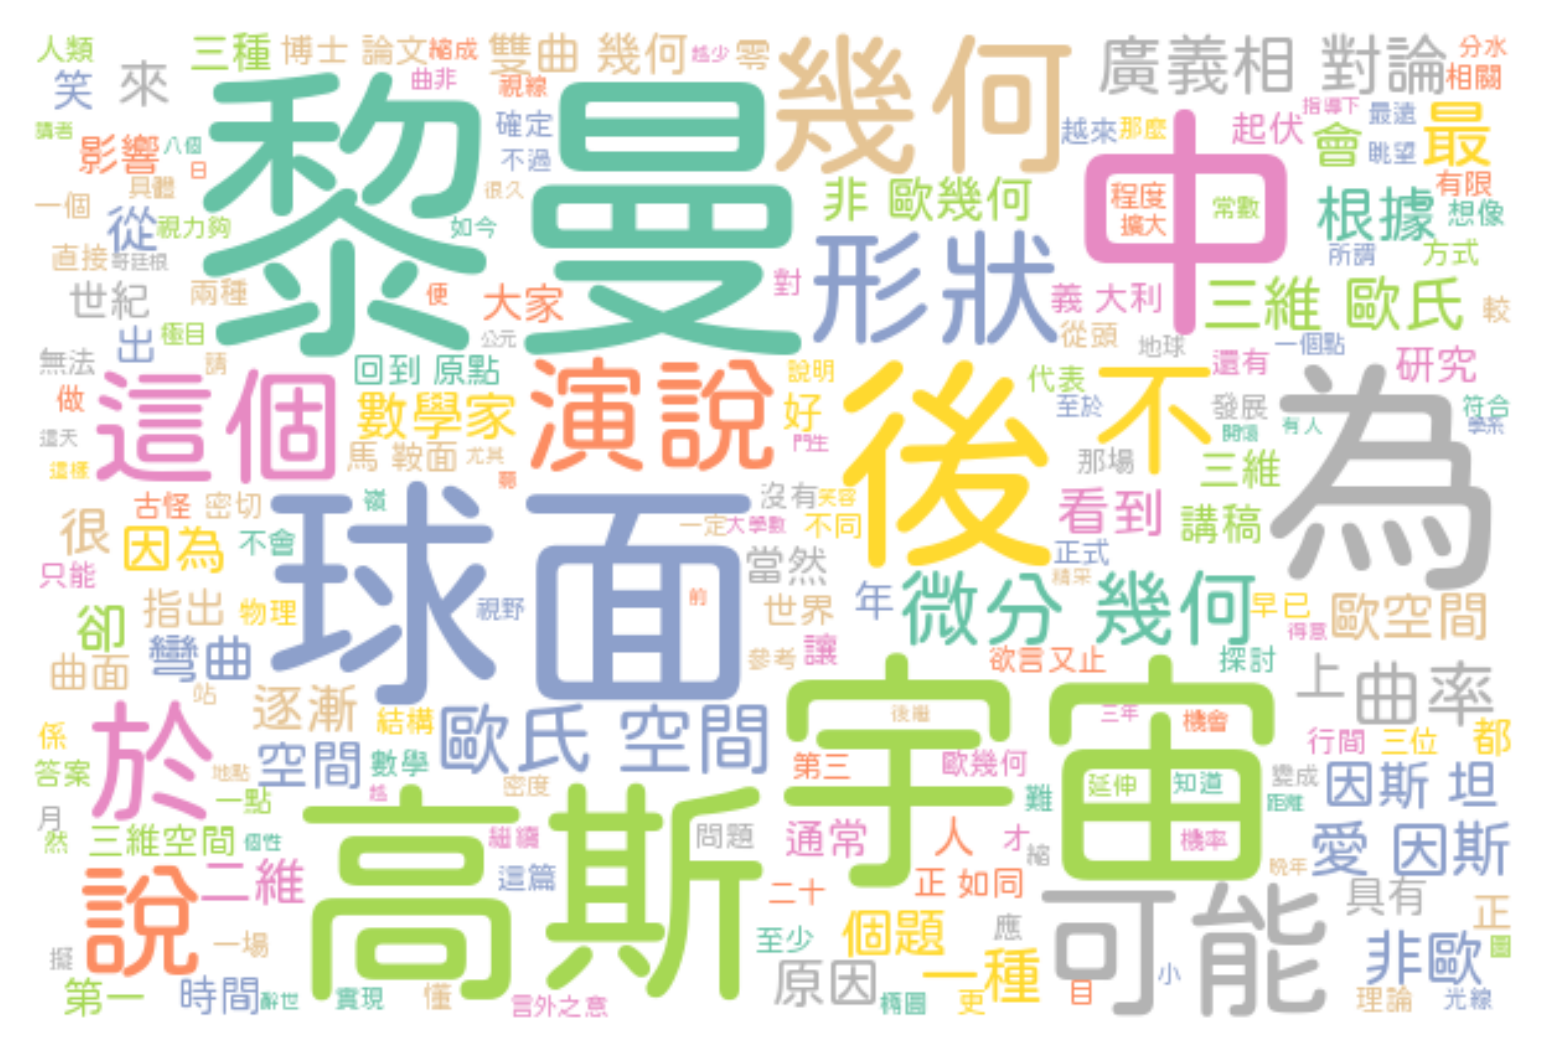 人類
三種
博士 論文
縮成
雙曲 幾何
越少
零
幾何
廣義相 對論
分水
相關
笑
來
曲非
視線
黎曼
講者
影響
八個
日
確定
不過
越來
那麼
中
起伏
指導下
會
最遠
眺望
最
一個
具體
從
視力夠
很久
如今
非 歐幾何
程度
擴大
常數
根據
有限
想像
直接
哥廷根
形狀
所謂
方式
世紀
兩種
便
大家
對
義 大利
三維 歐氏
較
出
極目
公元
從頭
地球
一個點
無法
請
回到 原點
演說
說明
後
代表
不
還有
研究
為
做
這個
數學家
好
至於
發展
符合
這天
馬 鞍面
尤其
門生
那場
開懷
有人
學系
這樣
三維
古怪
密切
嶺
球面
沒有
笑容
看到
講稿
很
因為
不會
一定
大學數
不同
正式
只能
當然
精采
指出
物理
視野
前
世界
年
微分 幾何
早已
歐空間
卻
得意
曲面
彎曲
參考
讓
欲言又止
探討
站
上
曲率
於
逐漸
結構
歐氏 空間
宇宙
後繼
三年
機會
係
行間
三位
都
答案
地點
空間
數學
密度
第三
歐幾何
延伸
知道
變成
因斯 坦
一點
越
高斯
難
距離
月
然
三維空間
個性
繼續
問題
通常
人
才
縮
機率
愛 因斯
說
二維
這篇
二十
正 如同
晚年
可能
具有
正
一場
至少
個題
應
非歐
圖
擬
原因
一種
小
第一
時間
辭世
實現
懂
言外之意
橢圓
更
目
理論
光線